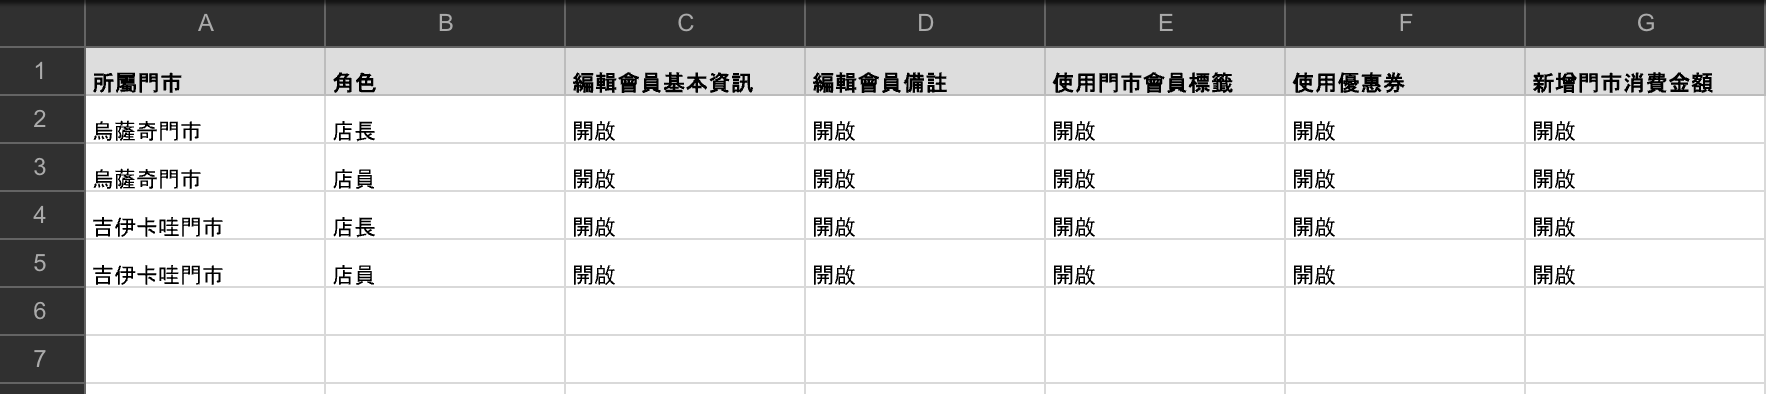 A B C D E F G
1 所屬門市 角色 編輯會員基本資訊 編輯會員備註 使用門市會員標籤 使用優惠券 新增門市消費金額
2 烏薩奇門市 店長 開啟 開啟 開啟 開啟 開啟
3 烏薩奇門市 店員 開啟 開啟 開啟 開啟 開啟
4 吉伊卡哇門市 店長 開啟 開啟 開啟 開啟 開啟
5 吉伊卡哇門市 店員 開啟 開啟 開啟 開啟 開啟
6
7